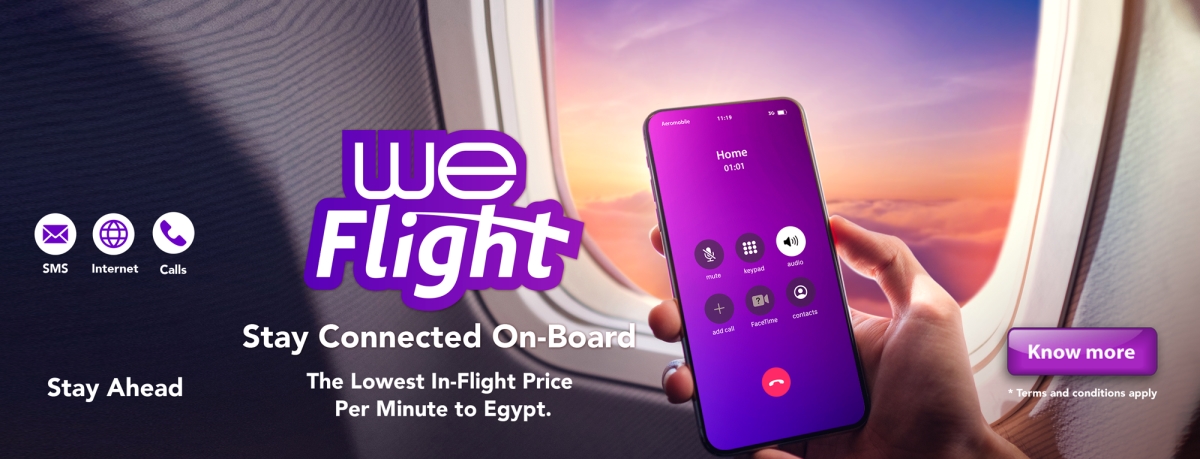 we
Flight
SMS
Internet
Calls
Stay Connected On-Board
Stay Ahead
The Lowest In-Flight Price
Per Minute to Egypt.
Aeromobile
11:19
3G
Home
01:01
mute
keypad
audio
add call
FaceTime
contacts
Know more
* Terms and conditions apply